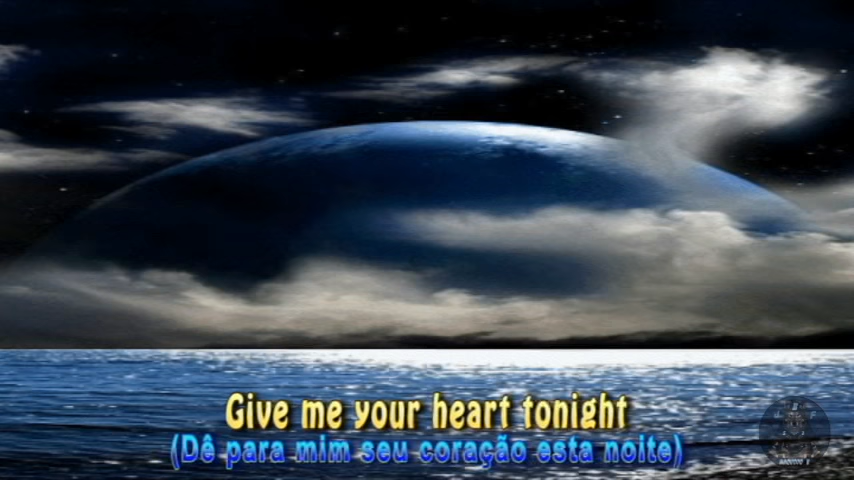 Give me your heart tonight
(Dê para mim seu coração esta noite)